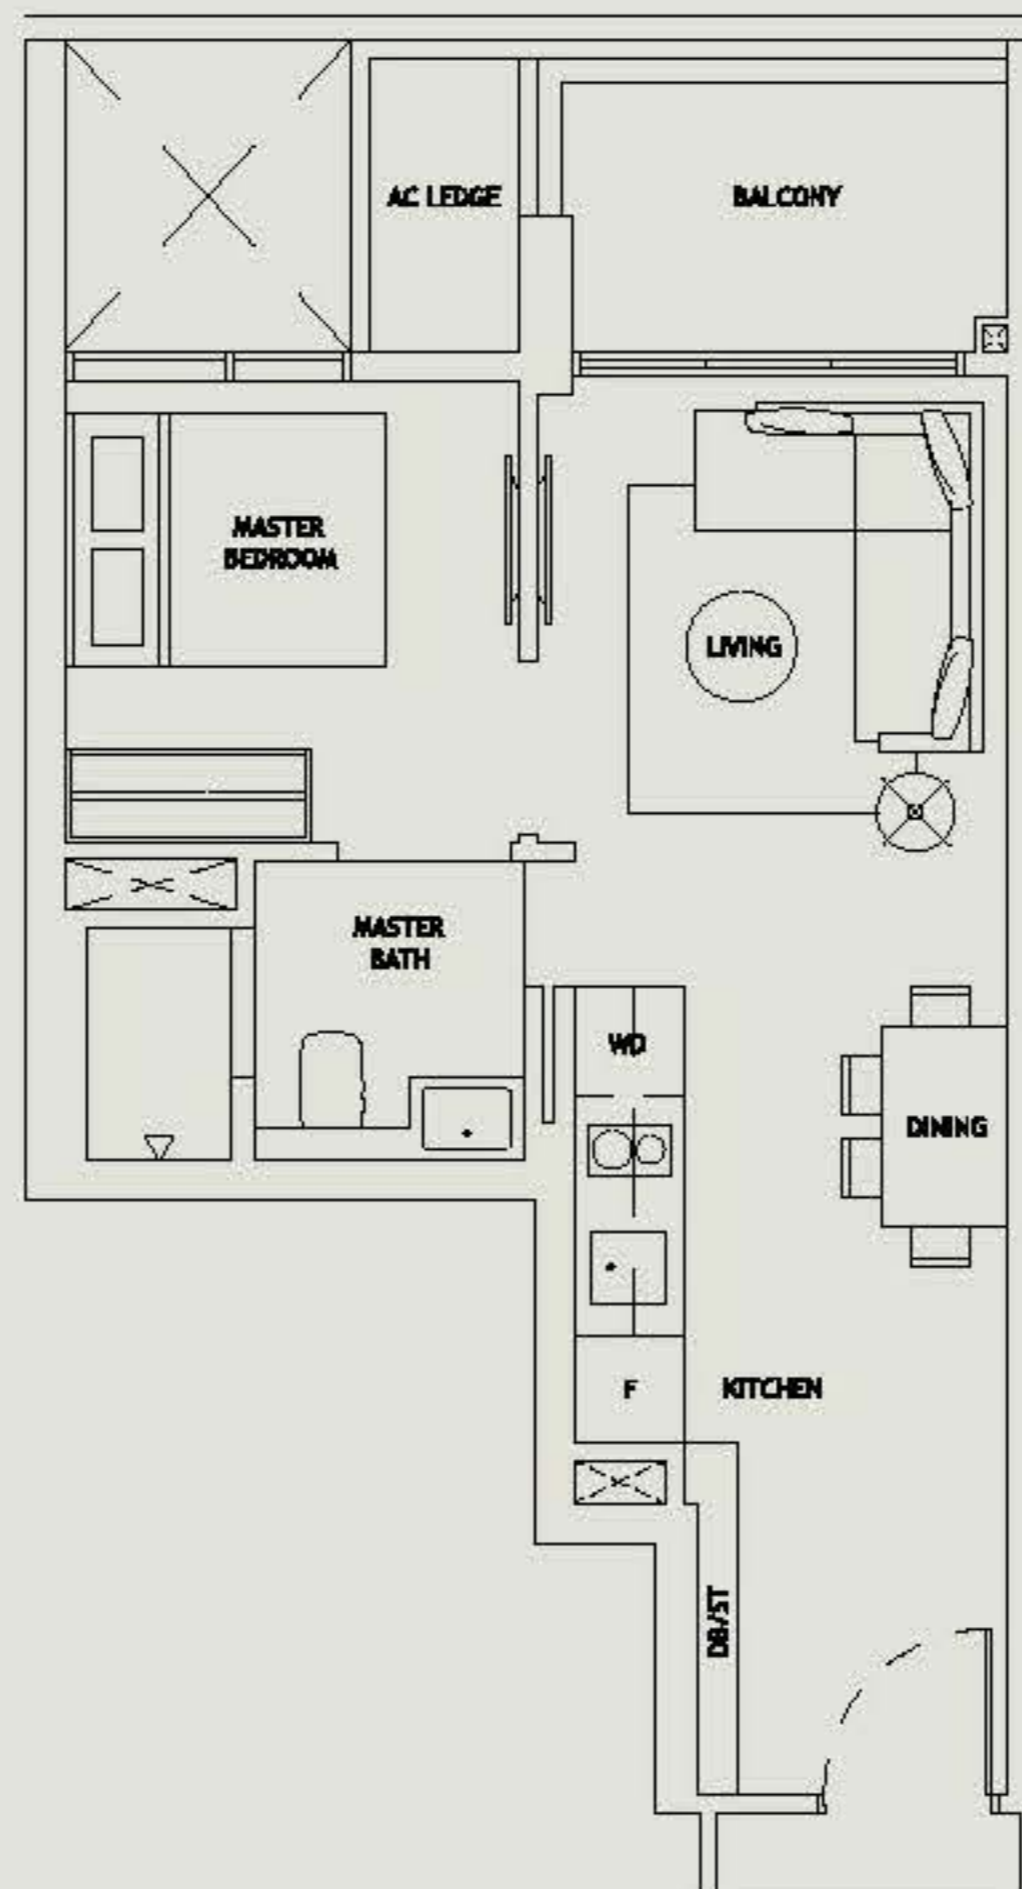 AC LEDGE
BALCONY
MASTER
BEDROOM
LIVING
MASTER
BATH
WD
DINING
F
KITCHEN
DB/ST